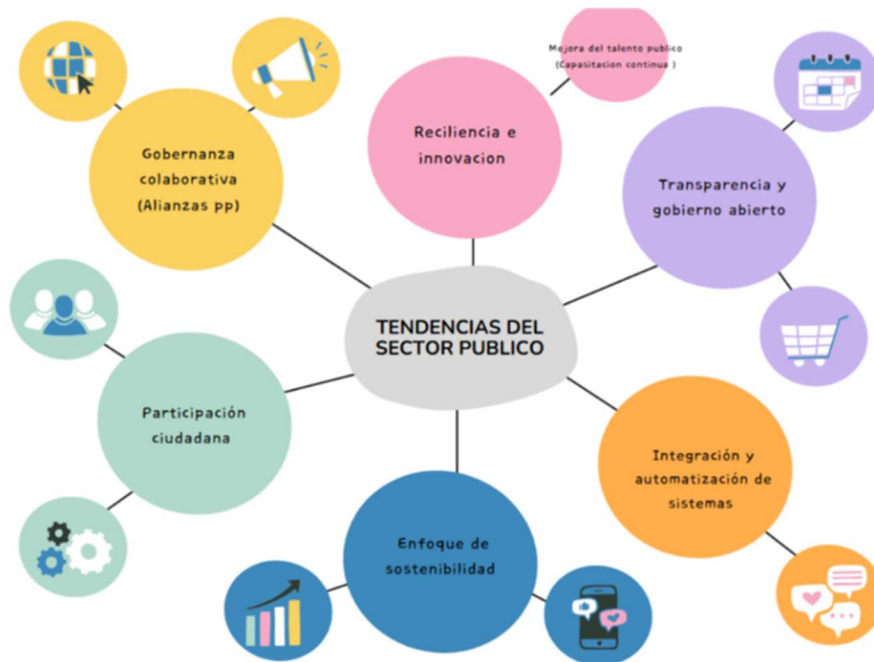 Mejora del talento publico
(Capasitacion continua )
Reciliencia e
innovacion
Gobernanza
colaborativa
(Alianzas pp)
Transparencia y
gobierno abierto
TENDENCIAS DEL
SECTOR PUBLICO
Participación
ciudadana
Integración y
automatización de
sistemas
Enfoque de
sostenibilidad